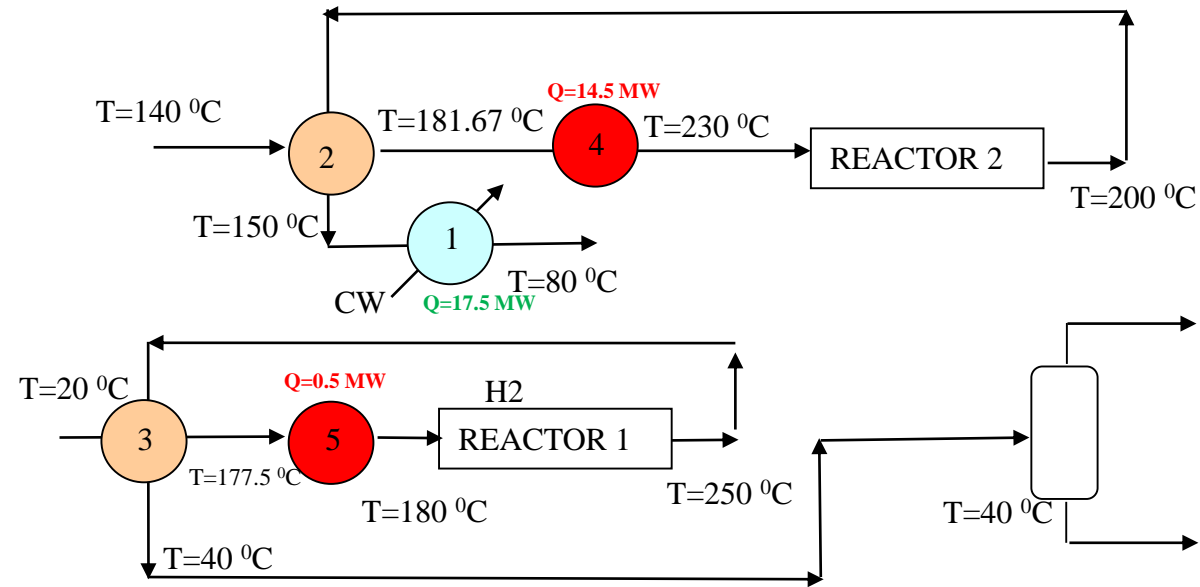 Q=14.5 MW
T=140 ⁰C
T=181.67 ⁰C
T=230 ⁰C
2
4
REACTOR 2
T=200 ⁰C
T=150 ⁰C
1
T=80 ⁰C
CW
Q=17.5 MW
T=20 ⁰C
Q=0.5 MW
H2
3
5
REACTOR 1
T=177.5 ⁰C
T=180 ⁰C
T=250 ⁰C
T=40 ⁰C
T=40 ⁰C